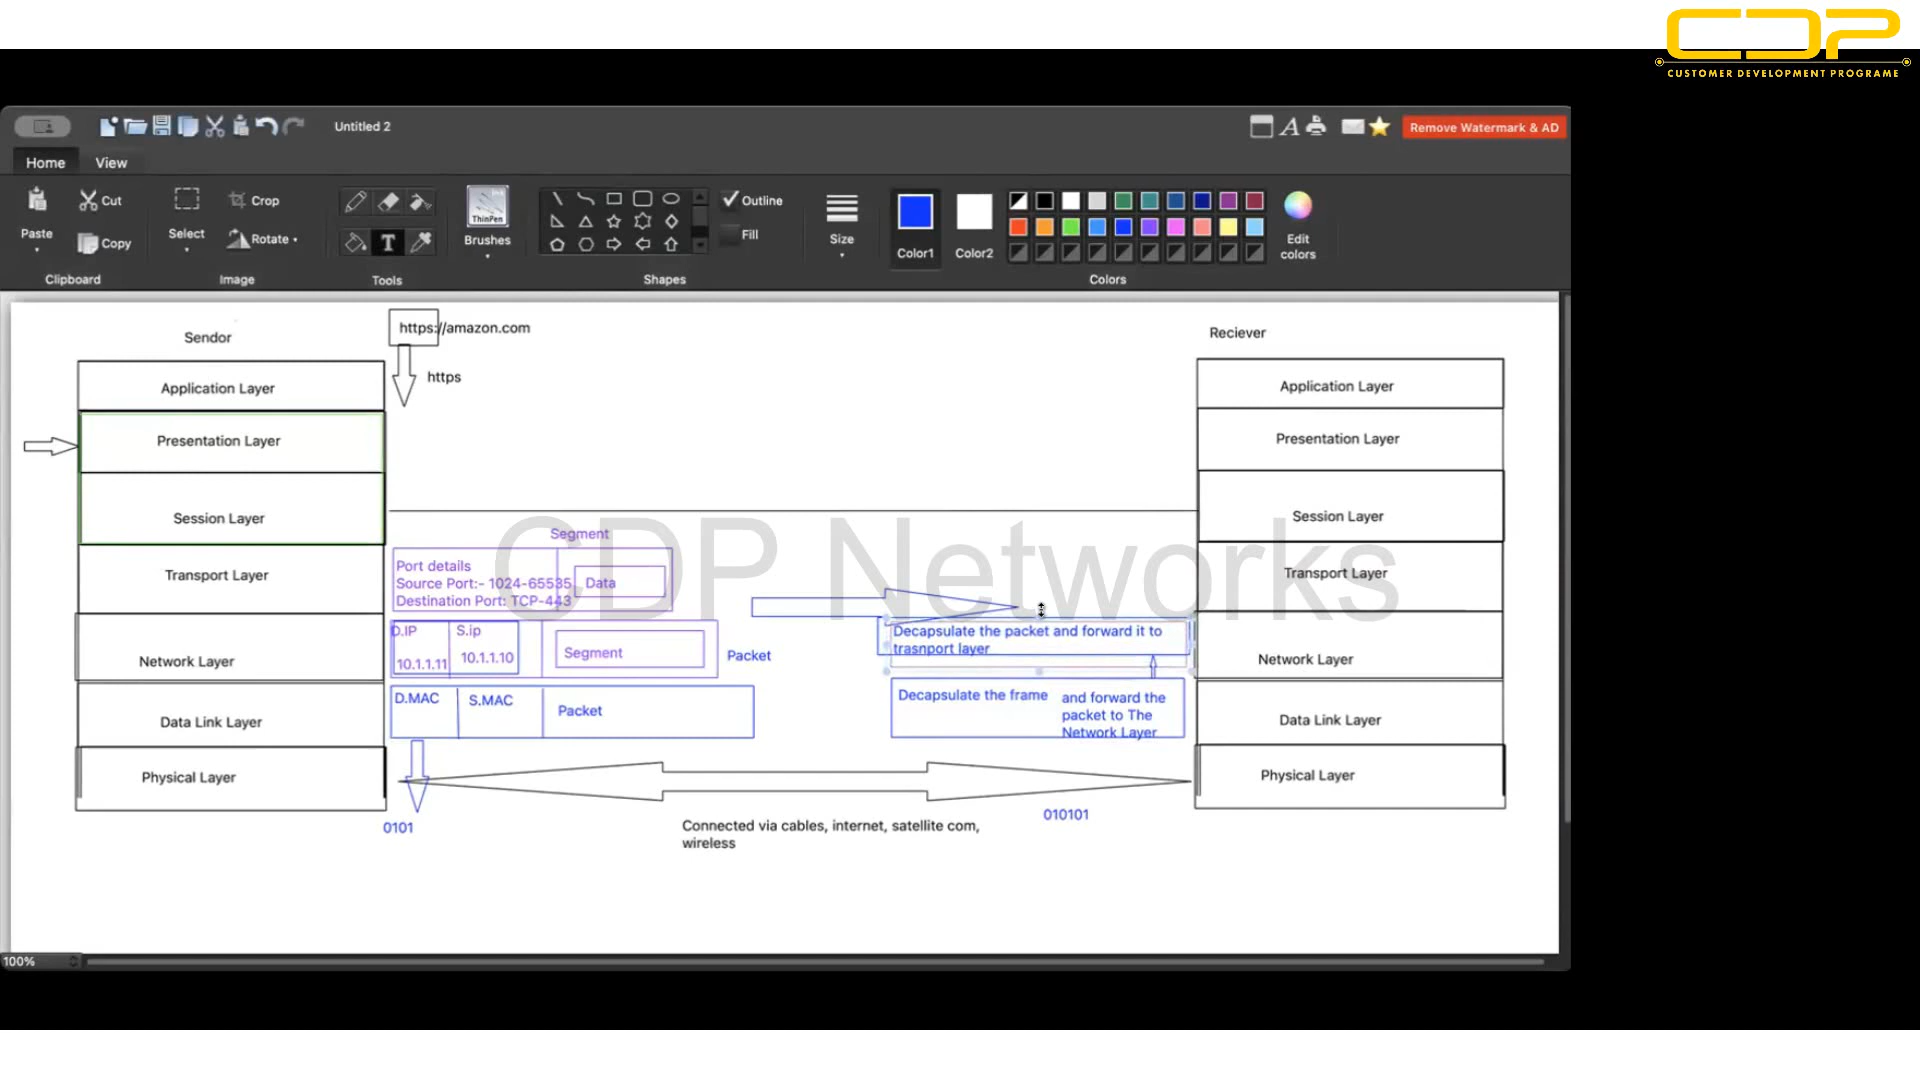 CDP
CUSTOMER DEVELOPMENT PROGRAME
Untitled 2
Remove Watermark & AD
Home
View
Paste
Cut
Copy
Clipboard
Select
Crop
Rotate
Image
Tools
ThinPen
Brushes
Shapes
Outline
Fill
Size
Color1
Color2
Colors
Edit
colors
Sendor
https://amazon.com
https
Reciever
Application Layer
Presentation Layer
Session Layer
Transport Layer
Network Layer
Data Link Layer
Physical Layer
Segment
Port details
Source Port:- 1024-65535
Destination Port: TCP-443
Data
D.IP
S.ip
10.1.1.11
10.1.1.10
Segment
Packet
D.MAC
S.MAC
Packet
0101
Decapsulate the packet and forward it to
trasnport layer
Decapsulate the frame
and forward the
packet to The
Network Layer
Connected via cables, internet, satellite com,
wireless
010101
Application Layer
Presentation Layer
Session Layer
Transport Layer
Network Layer
Data Link Layer
Physical Layer
CDP Networks
100%